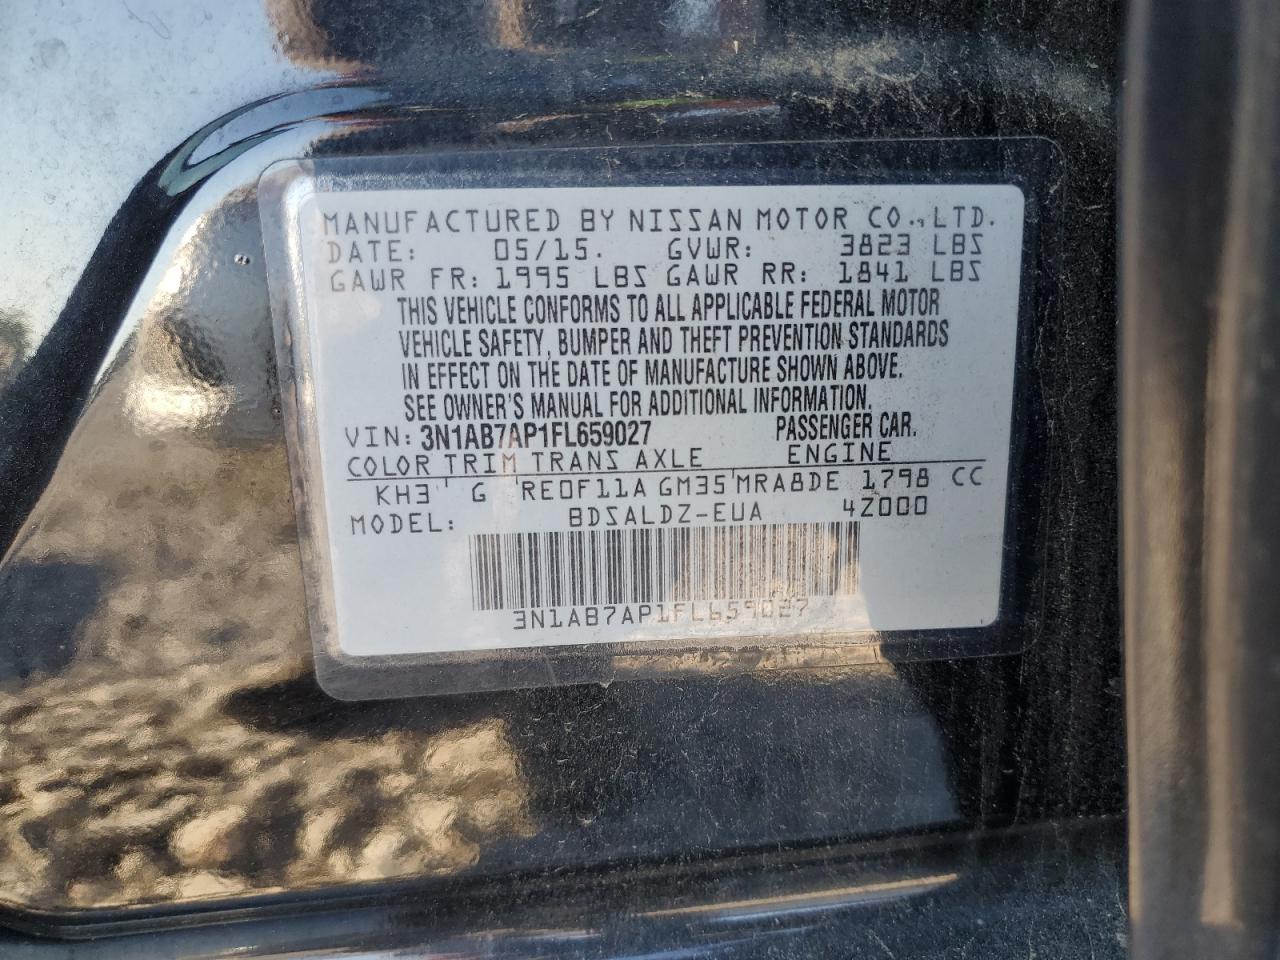 MANUFACTURED BY NISSAN MOTOR CO., LTD.
DATE: 05/15. GVWR: 3823 LBS
GAWR FR: 1995 LBS GAWR RR: 1841 LBS
THIS VEHICLE CONFORMS TO ALL APPLICABLE FEDERAL MOTOR
VEHICLE SAFETY, BUMPER AND THEFT PREVENTION STANDARDS
IN EFFECT ON THE DATE OF MANUFACTURE SHOWN ABOVE.
SEE OWNER'S MANUAL FOR ADDITIONAL INFORMATION.
VIN: 3N1AB7AP1FL659027 PASSENGER CAR.
COLOR TRIM TRANS AXLE ENGINE
KH3 G RE0F11A GM35 MRA8DE 1798 CC
MODEL: BDSALDZ-EUA 4Z000
3N1AB7AP1FL659027